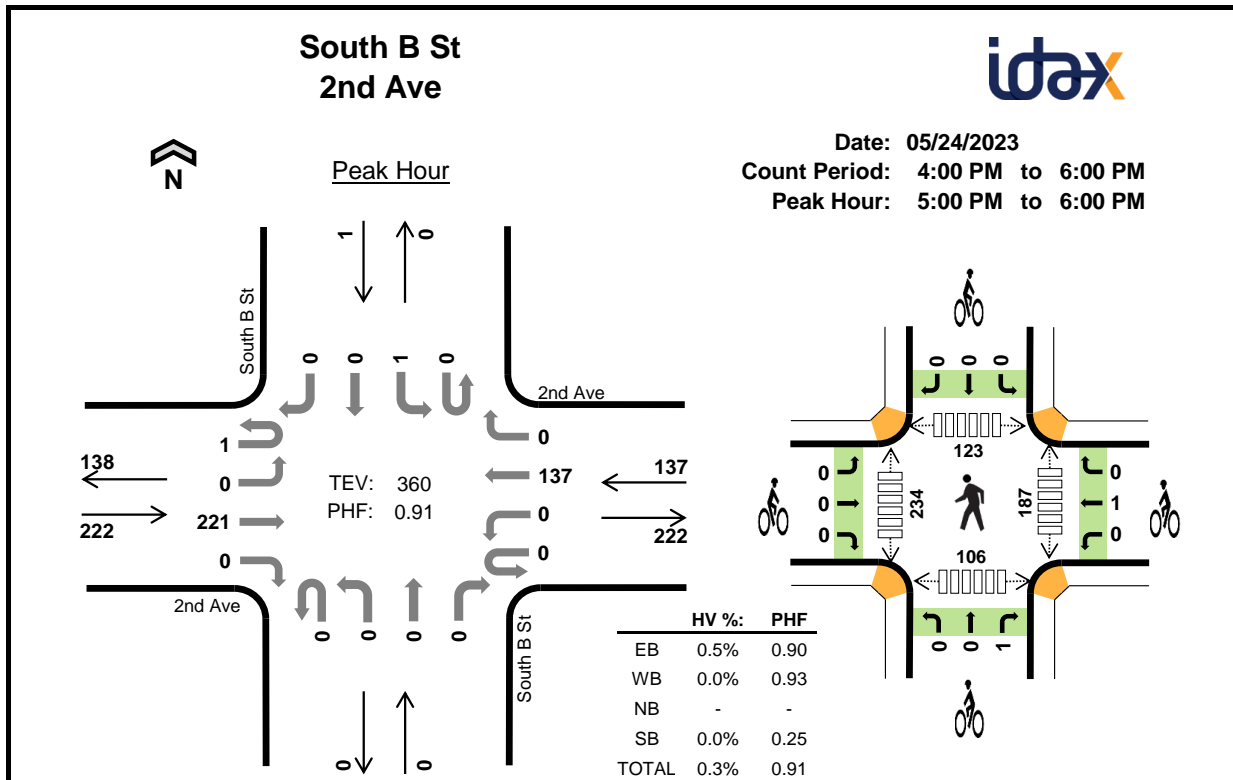 South B St
2nd Ave
idax
N
Peak Hour
Date: 05/24/2023
Count Period: 4:00 PM to 6:00 PM
Peak Hour: 5:00 PM to 6:00 PM
1 0
South B St
0 0 1 0
2nd Ave
1
0
221
0
138
222
TEV: 360
PHF: 0.91
0
137
0
0
137
222
2nd Ave
0 0 0 0
South B St
0 0
0 0 0
123
0
0
0
234
187
0
1
0
106
0 0 1
HV %: PHF
EB 0.5% 0.90
WB 0.0% 0.93
NB - -
SB 0.0% 0.25
TOTAL 0.3% 0.91